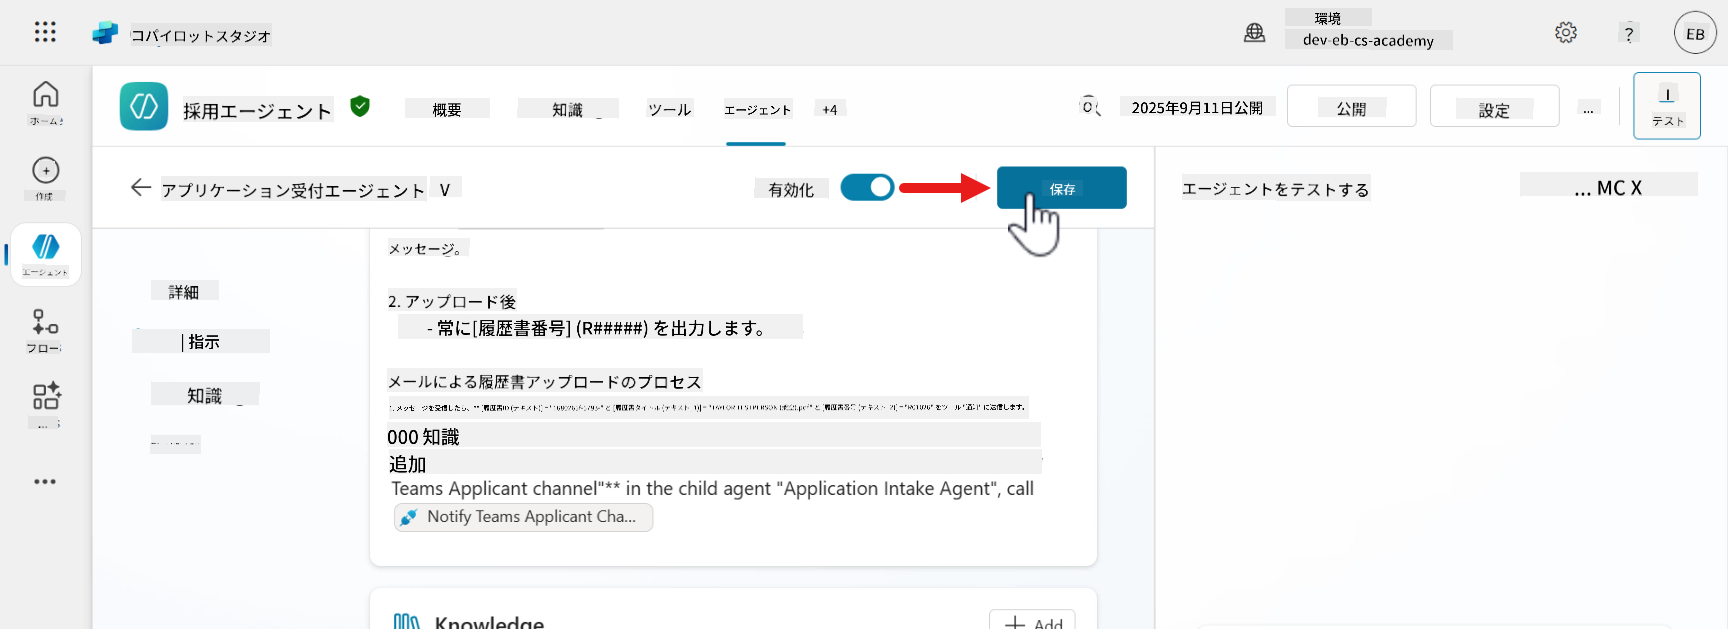 コパイロットスタジオ
環境
dev-eb-cs-academy
?
EB
ホーム
作成
エージェント
フロー
採用エージェント
概要
知識
ツール
エージェント
+4
2025年9月11日公開
公開
設定
...
テスト
アプリケーション受付エージェント V
有効化
保存
エージェントをテストする
... MC X
詳細
| 指示
知識
メッセージ。
2. アップロード後
- 常に[履歴書番号] (R#####) を出力します。
メールによる履歴書アップロードのプロセス
000 知識
追加
Teams Applicant channel"** in the child agent "Application Intake Agent", call
Notify Teams Applicant Cha...
Knowledge
Add